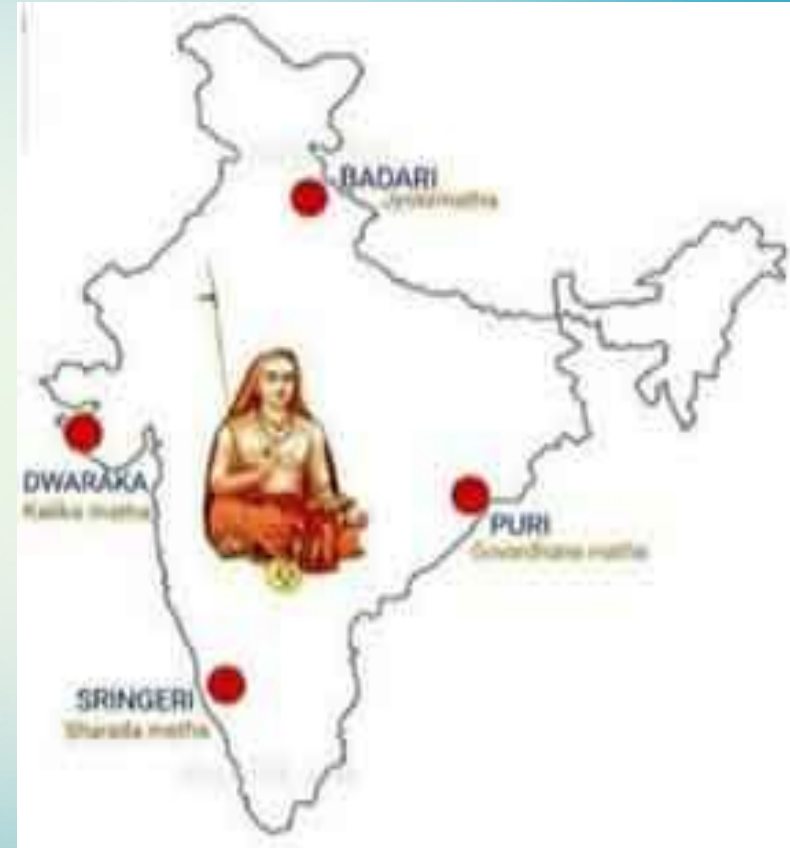 BADARI
Jyotirmatha
DWARAKA
Kalika matha
PURI
Govardhana matha
SRINGERI
Sharada matha